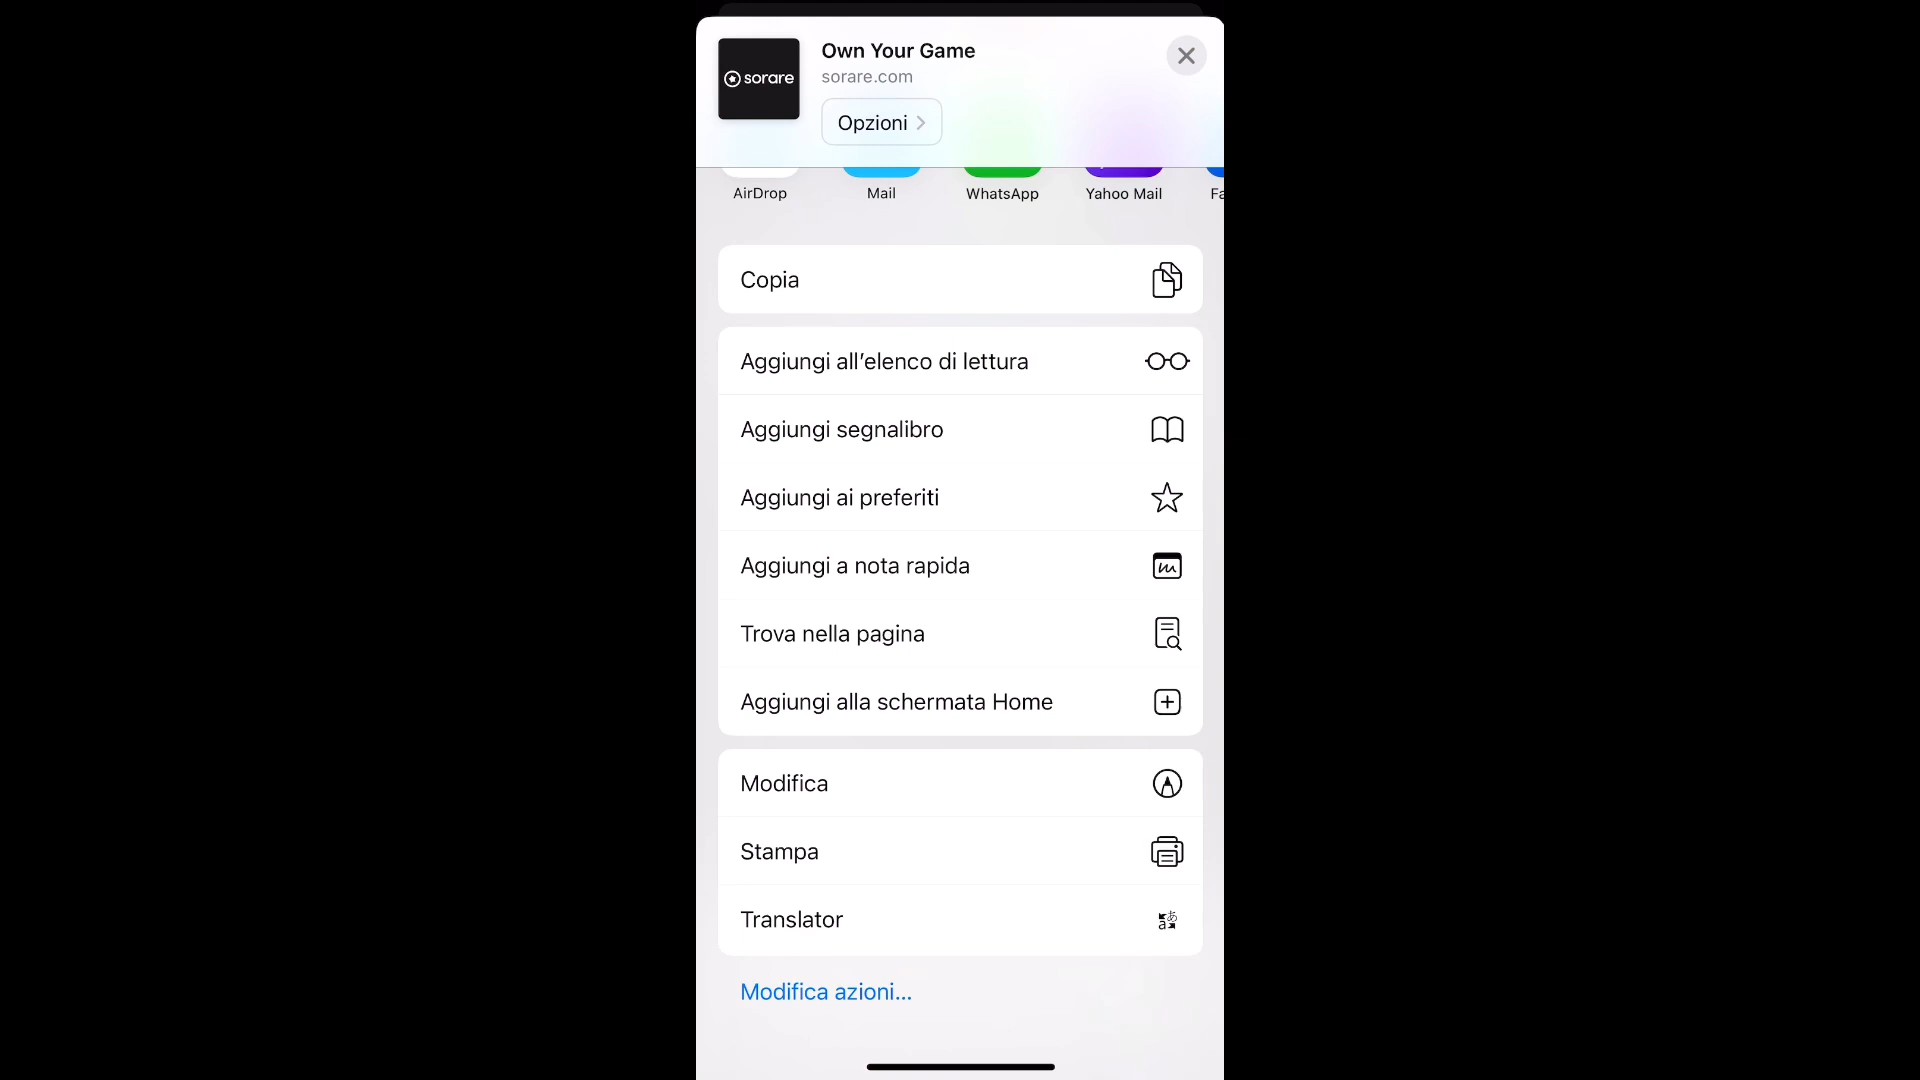 Own Your Game
sorare
sorare.com
Opzioni
AirDrop
Mail
WhatsApp
Yahoo Mail
Fa
Copia
Aggiungi all’elenco di lettura
Aggiungi segnalibro
Aggiungi ai preferiti
Aggiungi a nota rapida
Trova nella pagina
Aggiungi alla schermata Home
Modifica
Stampa
Translator
Modifica azioni...